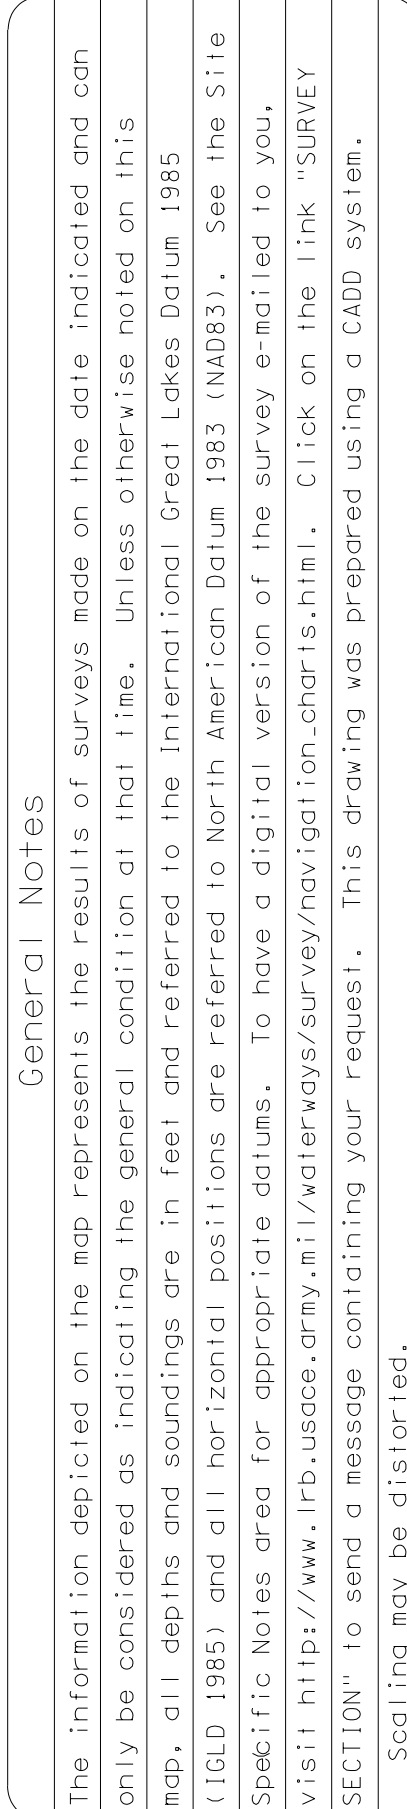 General Notes
The information depicted on the map represents the results of surveys made on the date indicated and can
only be considered as indicating the general condition at that time. Unless otherwise noted on this
map, all depths and soundings are in feet and referred to the International Great Lakes Datum 1985
(IGLD 1985) and all horizontal positions are referred to North American Datum 1983 (NAD83). See the Site
Specific Notes area for appropriate datums. To have a digital version of the survey e-mailed to you,
visit http://www.lrb.usace.army.mil/waterways/survey/navigation_charts.html. Click on the link "SURVEY
SECTION" to send a message containing your request. This drawing was prepared using a CADD system.
Scaling may be distorted.